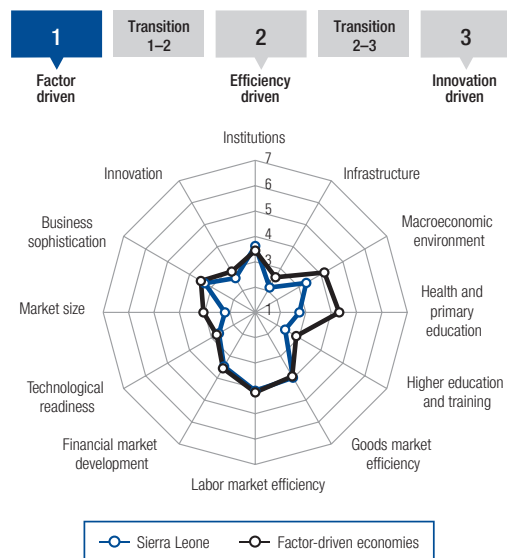 1
Transition
1–2
2
Transition
2–3
3
Factor
driven
Efficiency
driven
Innovation
driven
Institutions
7
Innovation
Infrastructure
6
5
Business
sophistication
Macroeconomic
environment
4
3
Market size
1
Health and
primary
education
Technological
readiness
Higher education
and training
Financial market
development
Goods market
efficiency
Labor market efficiency
Sierra Leone
Factor-driven economies